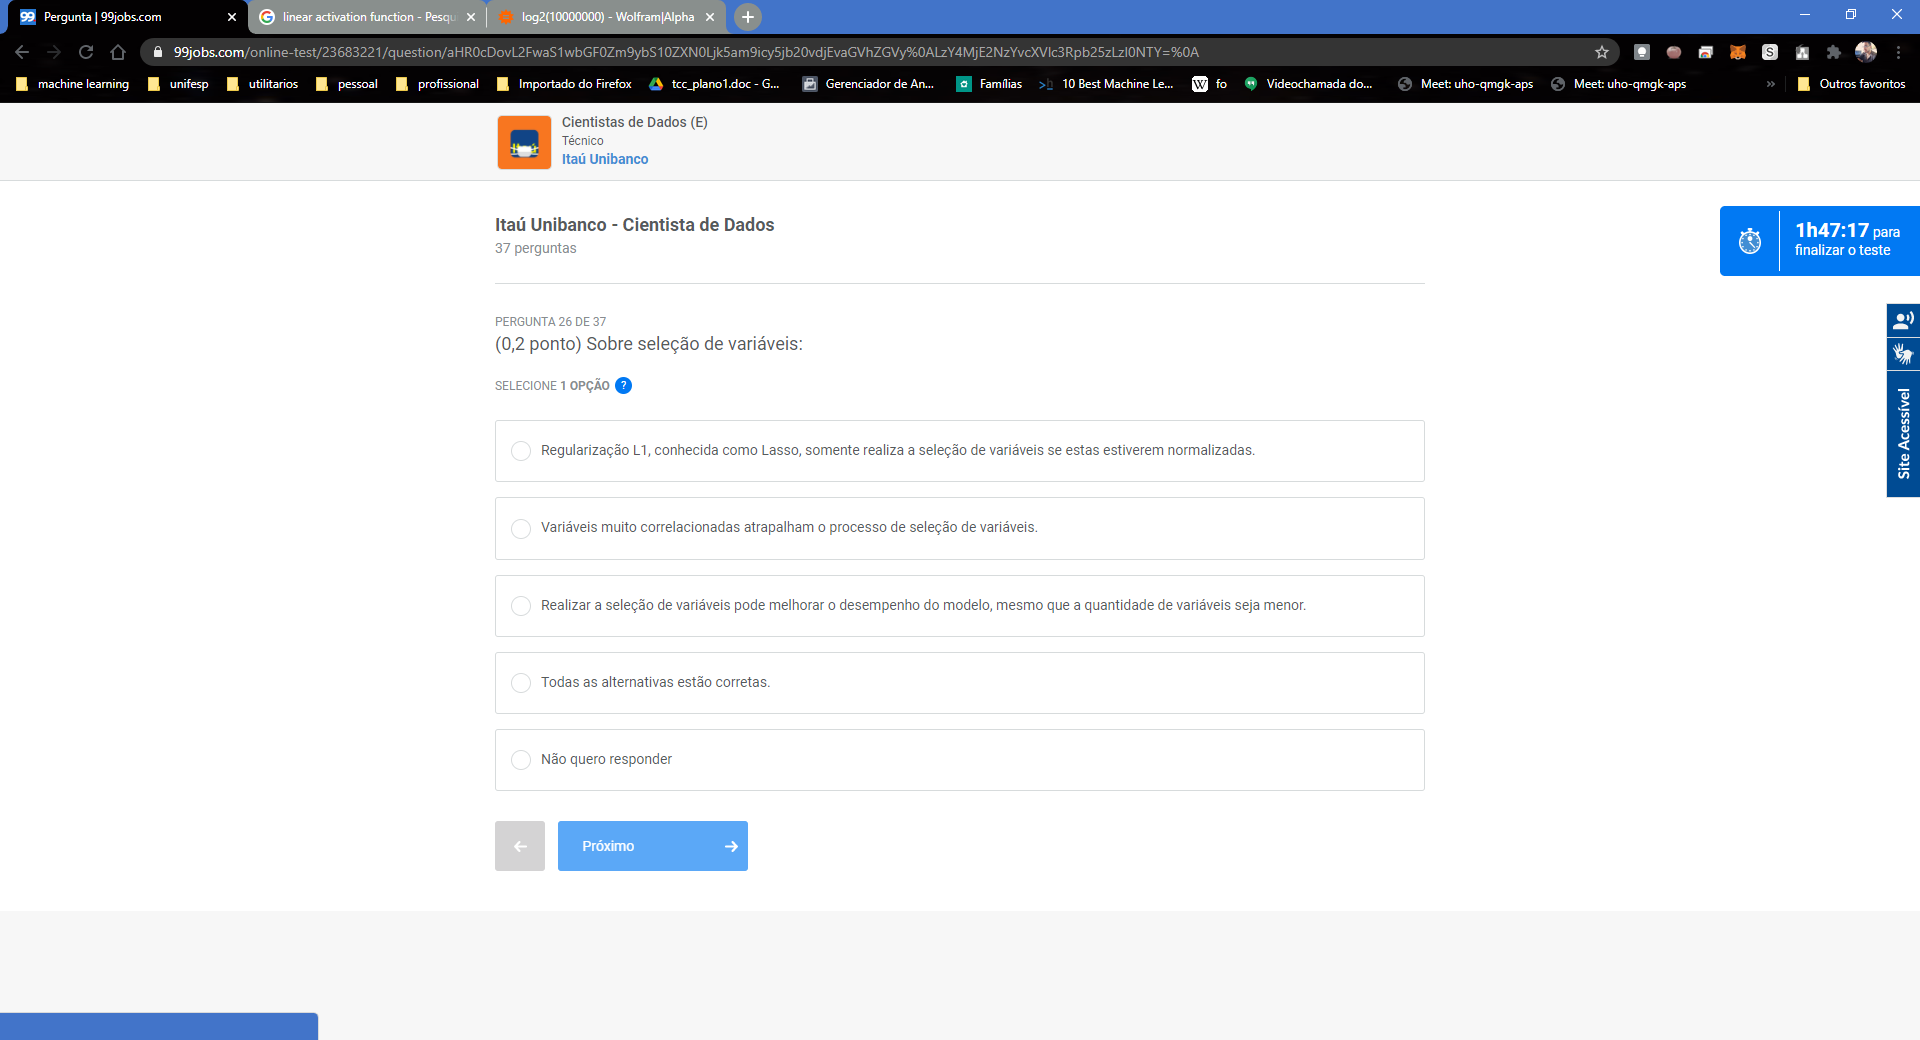 Pergunta | 99jobs.com
linear activation function - Pesqu
log2(10000000) - Wolfram|Alpha
99jobs.com/online-test/23683221/question/aHR0cDovL2FwaS1wbGF0Zm9ybS10ZXN0Ljk5am9icy5jb20vdjEvaGVhZGVy%0ALzY4MjE2NzYvcXVlc3Rpb25zLzI0NTY=%0A
machine learning
unifesp
utilitarios
pessoal
profissional
Importado do Firefox
tcc_plano1.doc - G...
Gerenciador de An...
Famílias
10 Best Machine Le...
W fo
Videochamada do...
Meet: uho-qmgk-aps
Meet: uho-qmgk-aps
»
Outros favoritos
Cientistas de Dados (E)
Técnico
Itaú Unibanco
Itaú Unibanco - Cientista de Dados
37 perguntas
1h47:17 para
finalizar o teste
PERGUNTA 26 DE 37
(0,2 ponto) Sobre seleção de variáveis:
SELECIONE 1 OPÇÃO ?
Site Acessível
Regularização L1, conhecida como Lasso, somente realiza a seleção de variáveis se estas estiverem normalizadas.
Variáveis muito correlacionadas atrapalham o processo de seleção de variáveis.
Realizar a seleção de variáveis pode melhorar o desempenho do modelo, mesmo que a quantidade de variáveis seja menor.
Todas as alternativas estão corretas.
Não quero responder
Próximo